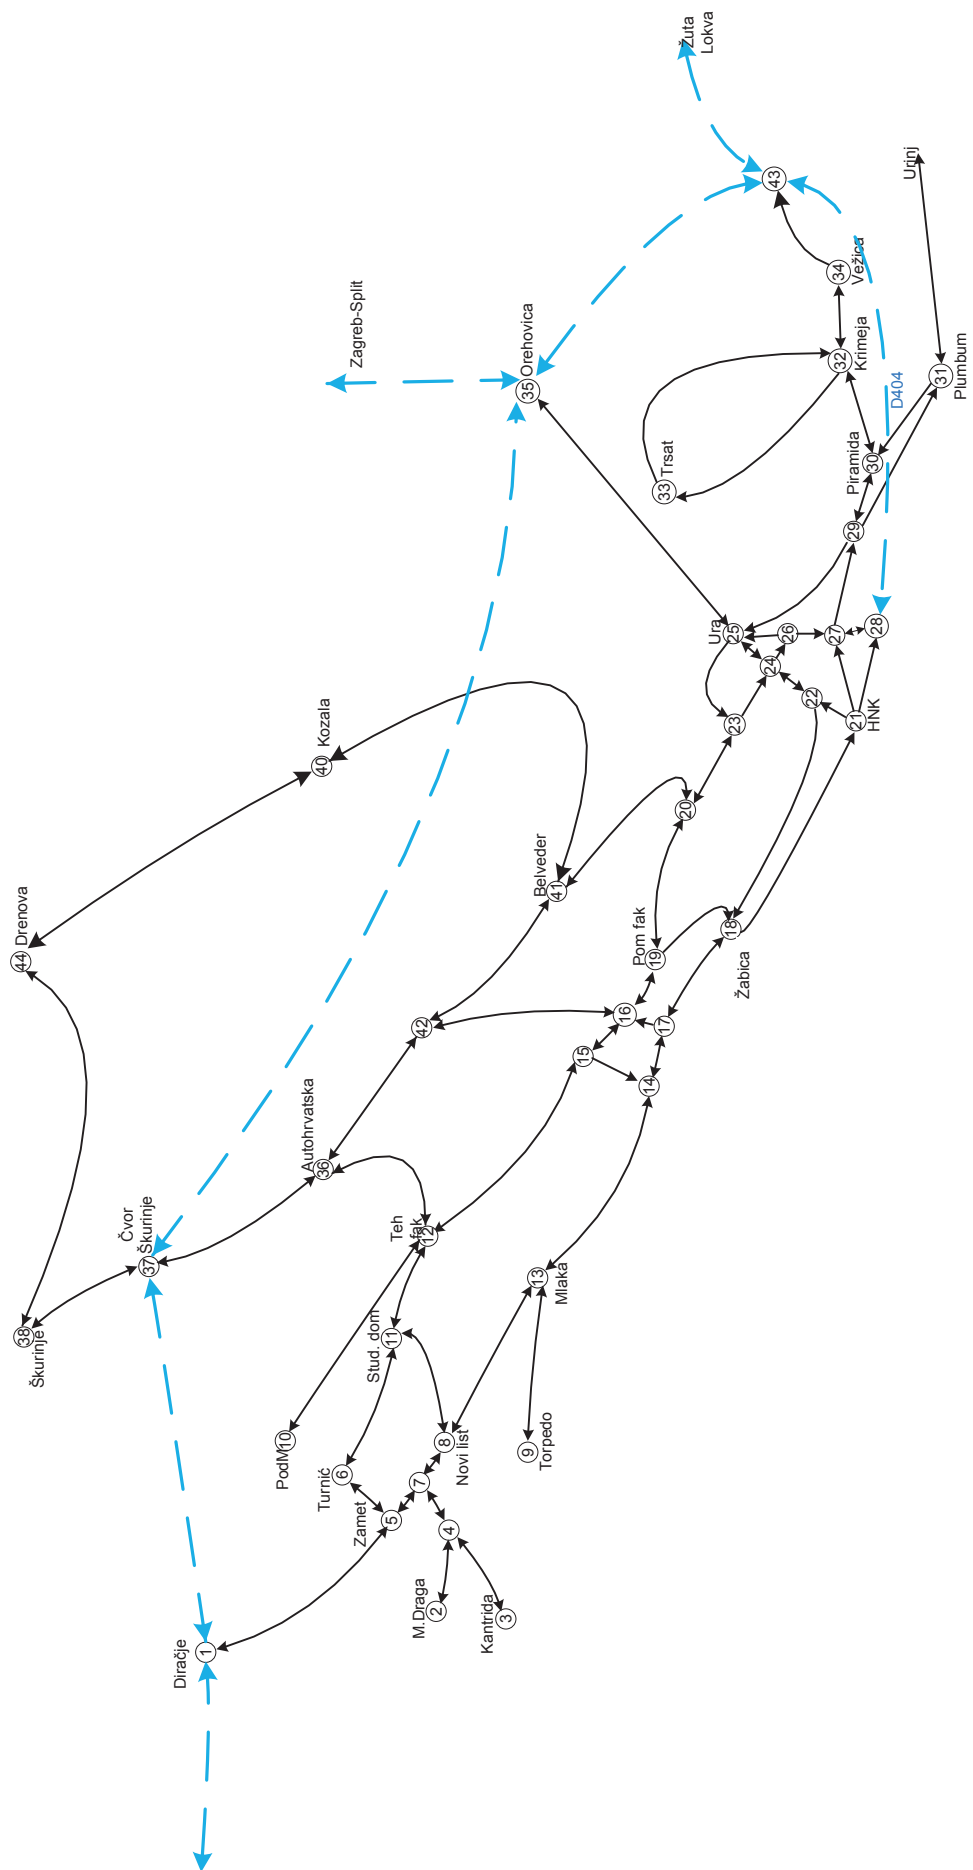 Žuta
Lokva
43
Urinj
34
Vežica
Zagreb-Split
35
Orehovica
32
Krimeja
31
Plumbum
D404
33
Trsat
Piramida
30
29
Ura
25
26
27
28
24
22
21
HNK
23
40
Kozala
20
Belveder
41
44
Drenova
Pom fak
19
18
Žabica
42
16
17
15
14
Autohrvatska
36
Čvor
Škurinje
37
Teh
fak
12
13
Mlaka
38
Škurinje
Stud. dom
11
PodM
10
Turnić
6
8
Novi list
9
Torpedo
Zamet
5
7
4
M.Draga
2
Kantrida
3
Diračje
1